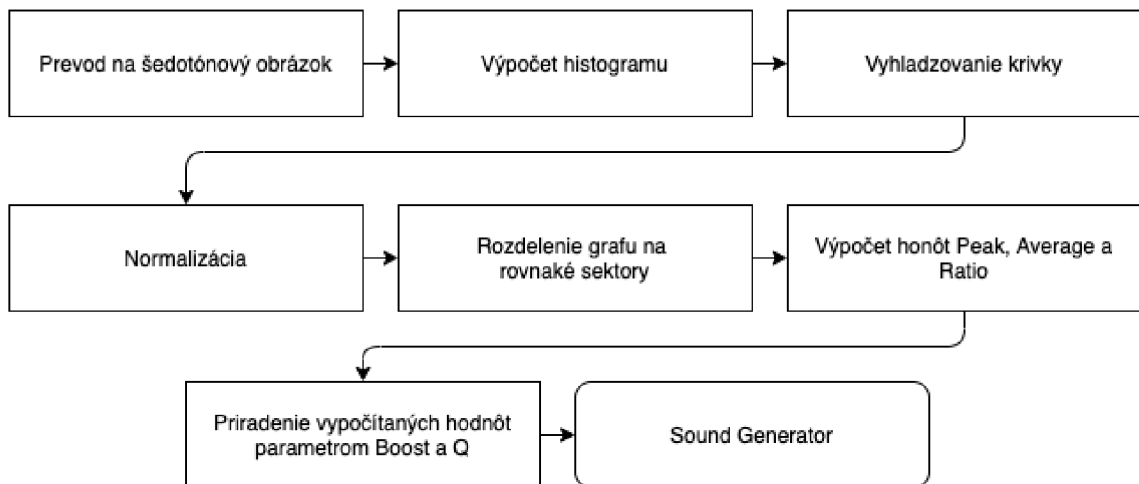 Prevod na šedotónový obrázok
Výpočet histogramu
Vyhladzovanie krivky
Normalizácia
Rozdelenie grafu na
rovnaké sektory
Výpočet honôt Peak, Average a
Ratio
Priradenie vypočítaných hodnôt
parametrom Boost a Q
Sound Generator